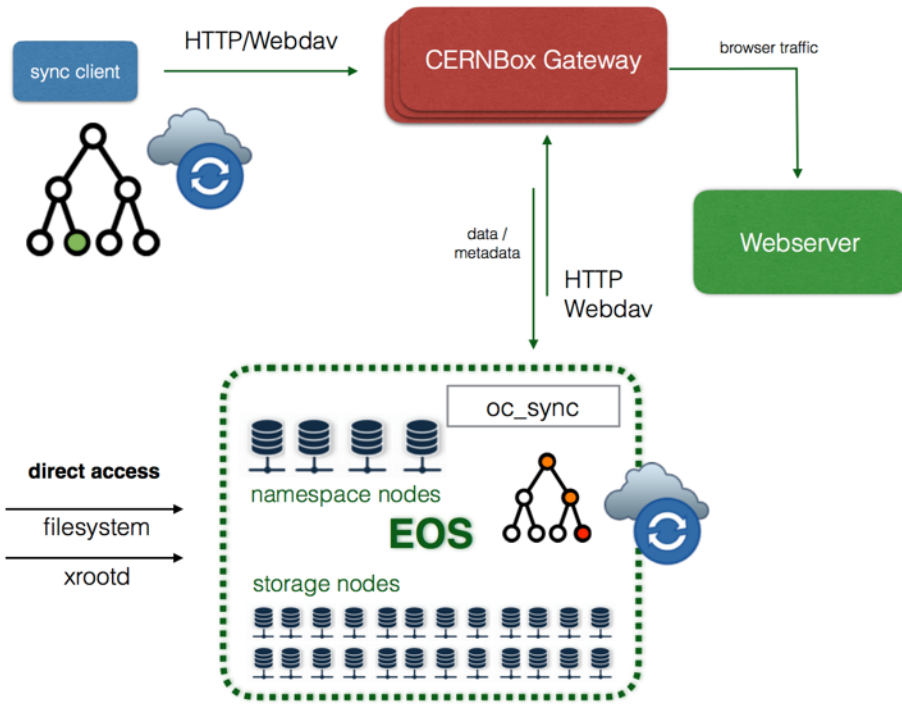 HTTP/Webdav
sync client
CERNBox Gateway
browser traffic
Webserver
data /
metadata
HTTP
Webdav
oc_sync
namespace nodes
EOS
storage nodes
direct access
filesystem
xrootd